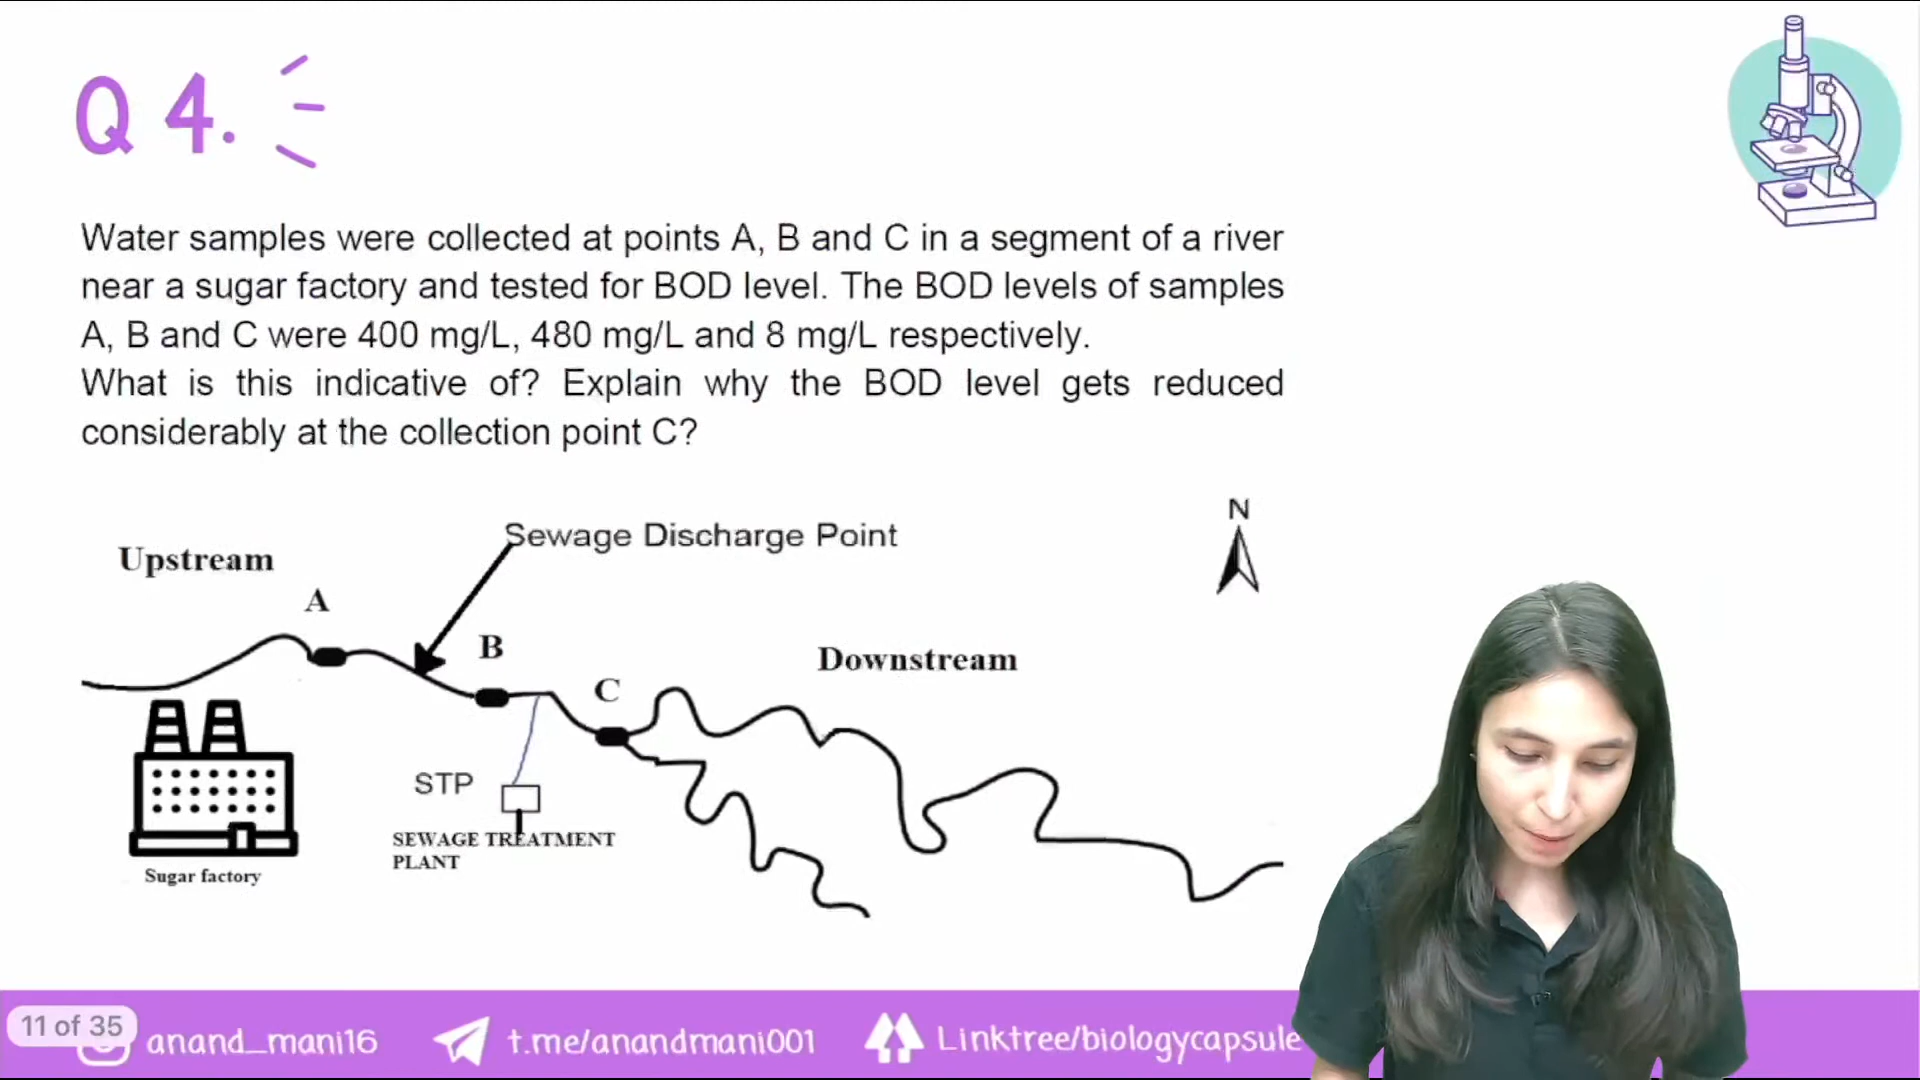 Q 4.
Water samples were collected at points A, B and C in a segment of a river
near a sugar factory and tested for BOD level. The BOD levels of samples
A, B and C were 400 mg/L, 480 mg/L and 8 mg/L respectively.
What is this indicative of? Explain why the BOD level gets reduced
considerably at the collection point C?
N
Sewage Discharge Point
Upstream
A
B
Downstream
C
STP
SEWAGE TREATMENT
PLANT
Sugar factory
11 of 35
anand_mani16
t.me/anandmani001
Linktree/biologycapsule